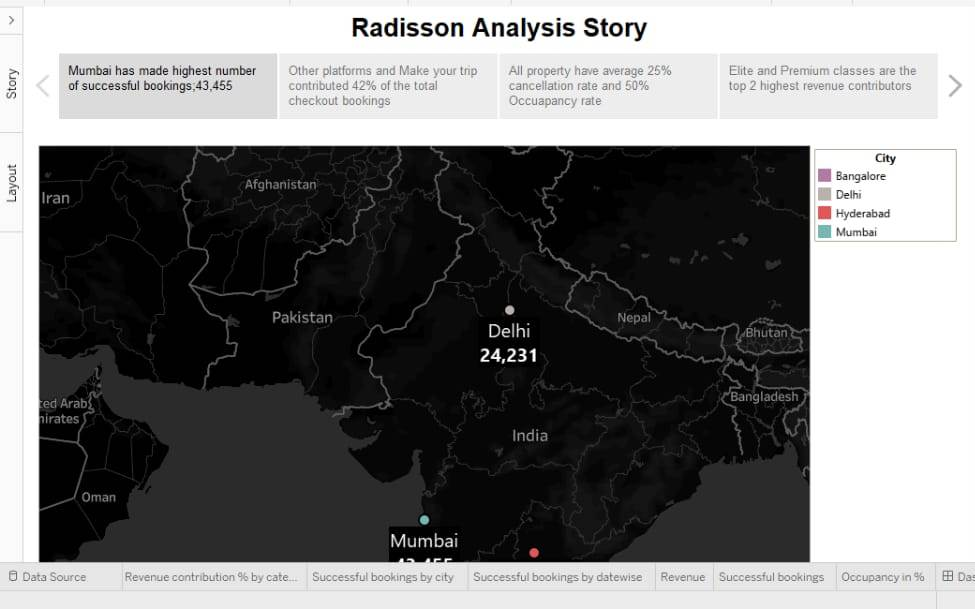 Radisson Analysis Story
Story
Layout
Mumbai has made highest number
of successful bookings;43,455
Other platforms and Make your trip
contributed 42% of the total
checkout bookings
All property have average 25%
cancellation rate and 50%
Occuapancy rate
Elite and Premium classes are the
top 2 highest revenue contributors
City
Bangalore
Delhi
Hyderabad
Mumbai
Iran
Afghanistan
Pakistan
Delhi
24,231
Nepal
Bhutan
ted Arab
nirates
Bangladesh
India
Oman
Mumbai
43,455
Data Source
Revenue contribution % by cate...
Successful bookings by city
Successful bookings by datewise
Revenue
Successful bookings
Occupancy in %
Das